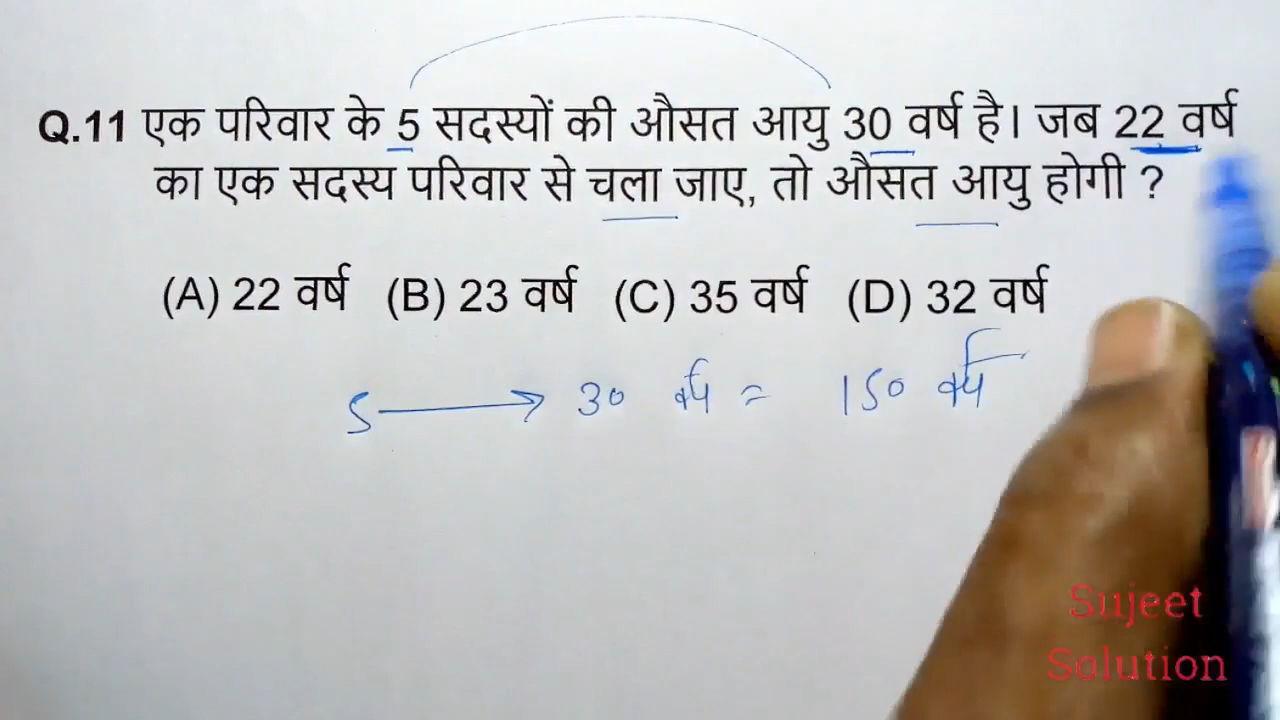 Q.11 एक परिवार के 5 सदस्यों की औसत आयु 30 वर्ष है। जब 22 वर्ष
का एक सदस्य परिवार से चला जाए, तो औसत आयु होगी ?
(A) 22 वर्ष (B) 23 वर्ष (C) 35 वर्ष (D) 32 वर्ष
5 → 30 वर्ष = 150 वर्ष
Sujeet
Solution